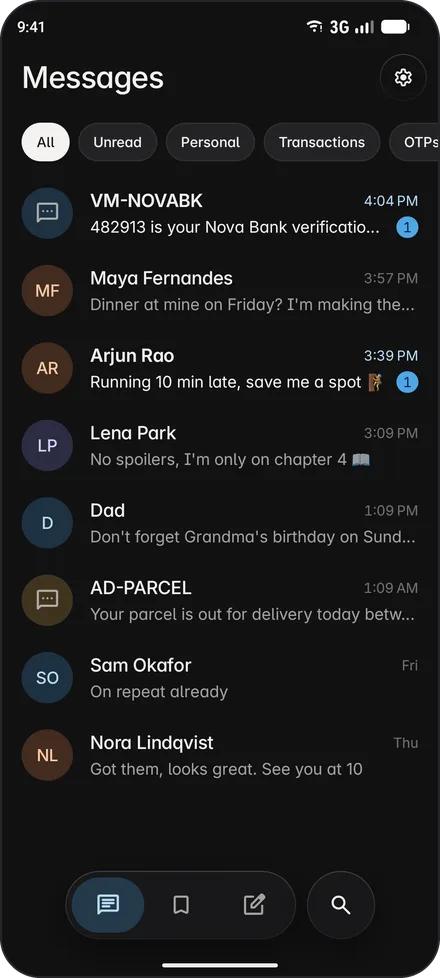 9:41
3G
Messages
All Unread Personal Transactions OTPs
VM-NOVABK 4:04 PM
482913 is your Nova Bank verificatio... 1
MF Maya Fernandes 3:57 PM
Dinner at mine on Friday? I'm making the...
AR Arjun Rao 3:39 PM
Running 10 min late, save me a spot 🧗 1
LP Lena Park 3:09 PM
No spoilers, I'm only on chapter 4 📖
D Dad 1:09 PM
Don't forget Grandma's birthday on Sund...
AD-PARCEL 1:09 AM
Your parcel is out for delivery today betw...
SO Sam Okafor Fri
On repeat already
NL Nora Lindqvist Thu
Got them, looks great. See you at 10